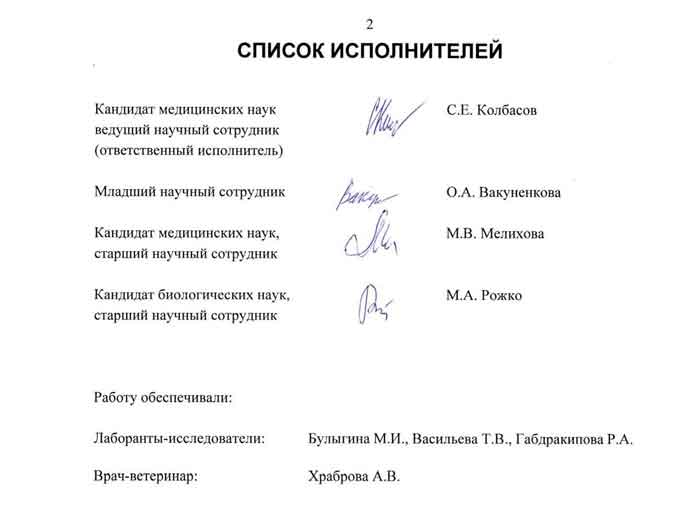 2
СПИСОК ИСПОЛНИТЕЛЕЙ
Кандидат медицинских наук
ведущий научный сотрудник
(ответственный исполнитель)
С.Е. Колбасов
Младший научный сотрудник
О.А. Вакуненкова
Кандидат медицинских наук,
старший научный сотрудник
М.В. Мелихова
Кандидат биологических наук,
старший научный сотрудник
М.А. Рожко
Работу обеспечивали:
Лаборанты-исследователи: Булыгина М.И., Васильева Т.В., Габдракипова Р.А.
Врач-ветеринар: Храброва А.В.